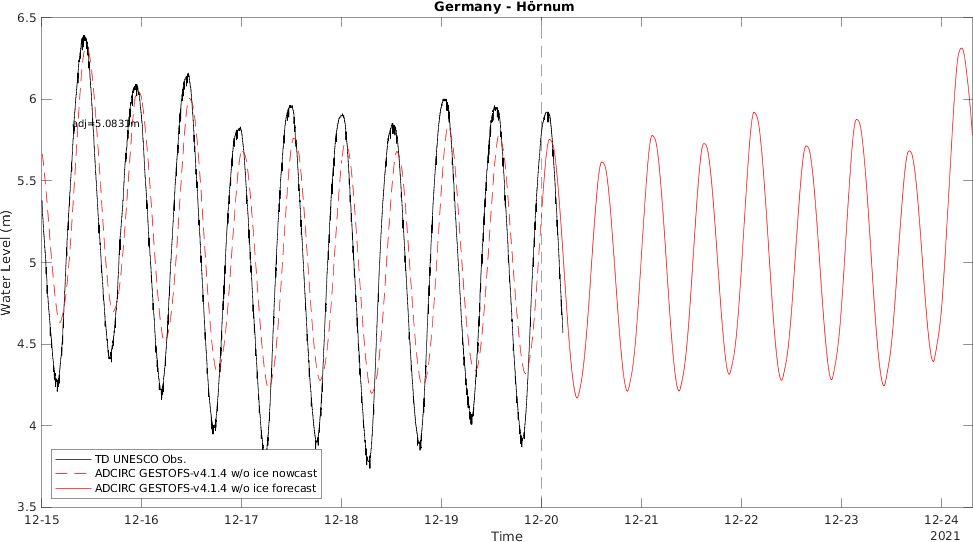 Germany - Hörnum
6.5
6
5.5
5
4.5
4
3.5
Water Level (m)
adj=5.0831m
TD UNESCO Obs.
ADCIRC GESTOFS-v4.1.4 w/o ice nowcast
ADCIRC GESTOFS-v4.1.4 w/o ice forecast
12-15 12-16 12-17 12-18 12-19 12-20 12-21 12-22 12-23 12-24
2021
Time